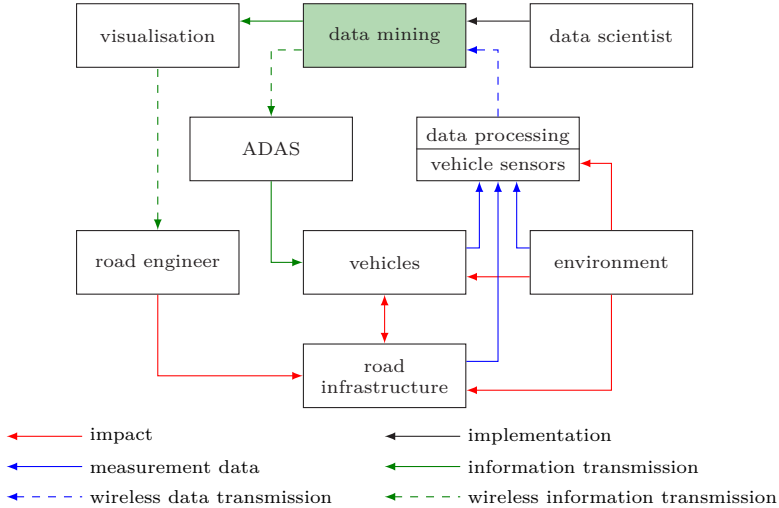 visualisation
data mining
data scientist
ADAS
data processing
vehicle sensors
road engineer
vehicles
environment
road
infrastructure
impact
implementation
measurement data
information transmission
wireless data transmission
wireless information transmission